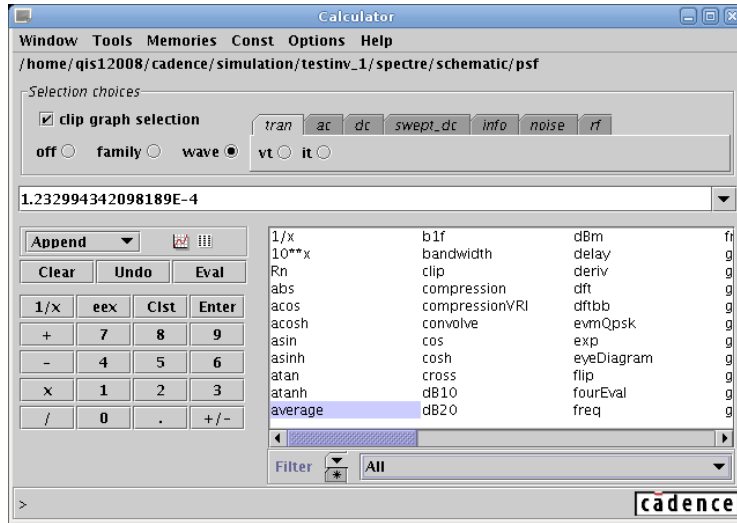 Calculator
Window Tools Memories Const Options Help
/home/qis12008/cadence/simulation/testinv_1/spectre/schematic/psf
Selection choices
clip graph selection
off family wave
tran ac dc swept_dc info noise rf
vt it
1.232994342098189E-4
Append
Clear Undo Eval
1/x eex Clst Enter
+ 7 8 9
- 4 5 6
x 1 2 3
/ 0 . +/-
1/x b1f dBm fr
10**x bandwidth delay g
Rn clip deriv g
abs compression dft g
acos compressionVRI dftbb g
acosh convolve evmQpsk g
asin cos exp g
asinh cosh eyeDiagram g
atan cross flip g
atanh dB10 fourEval g
average dB20 freq g
Filter All
>
cādence